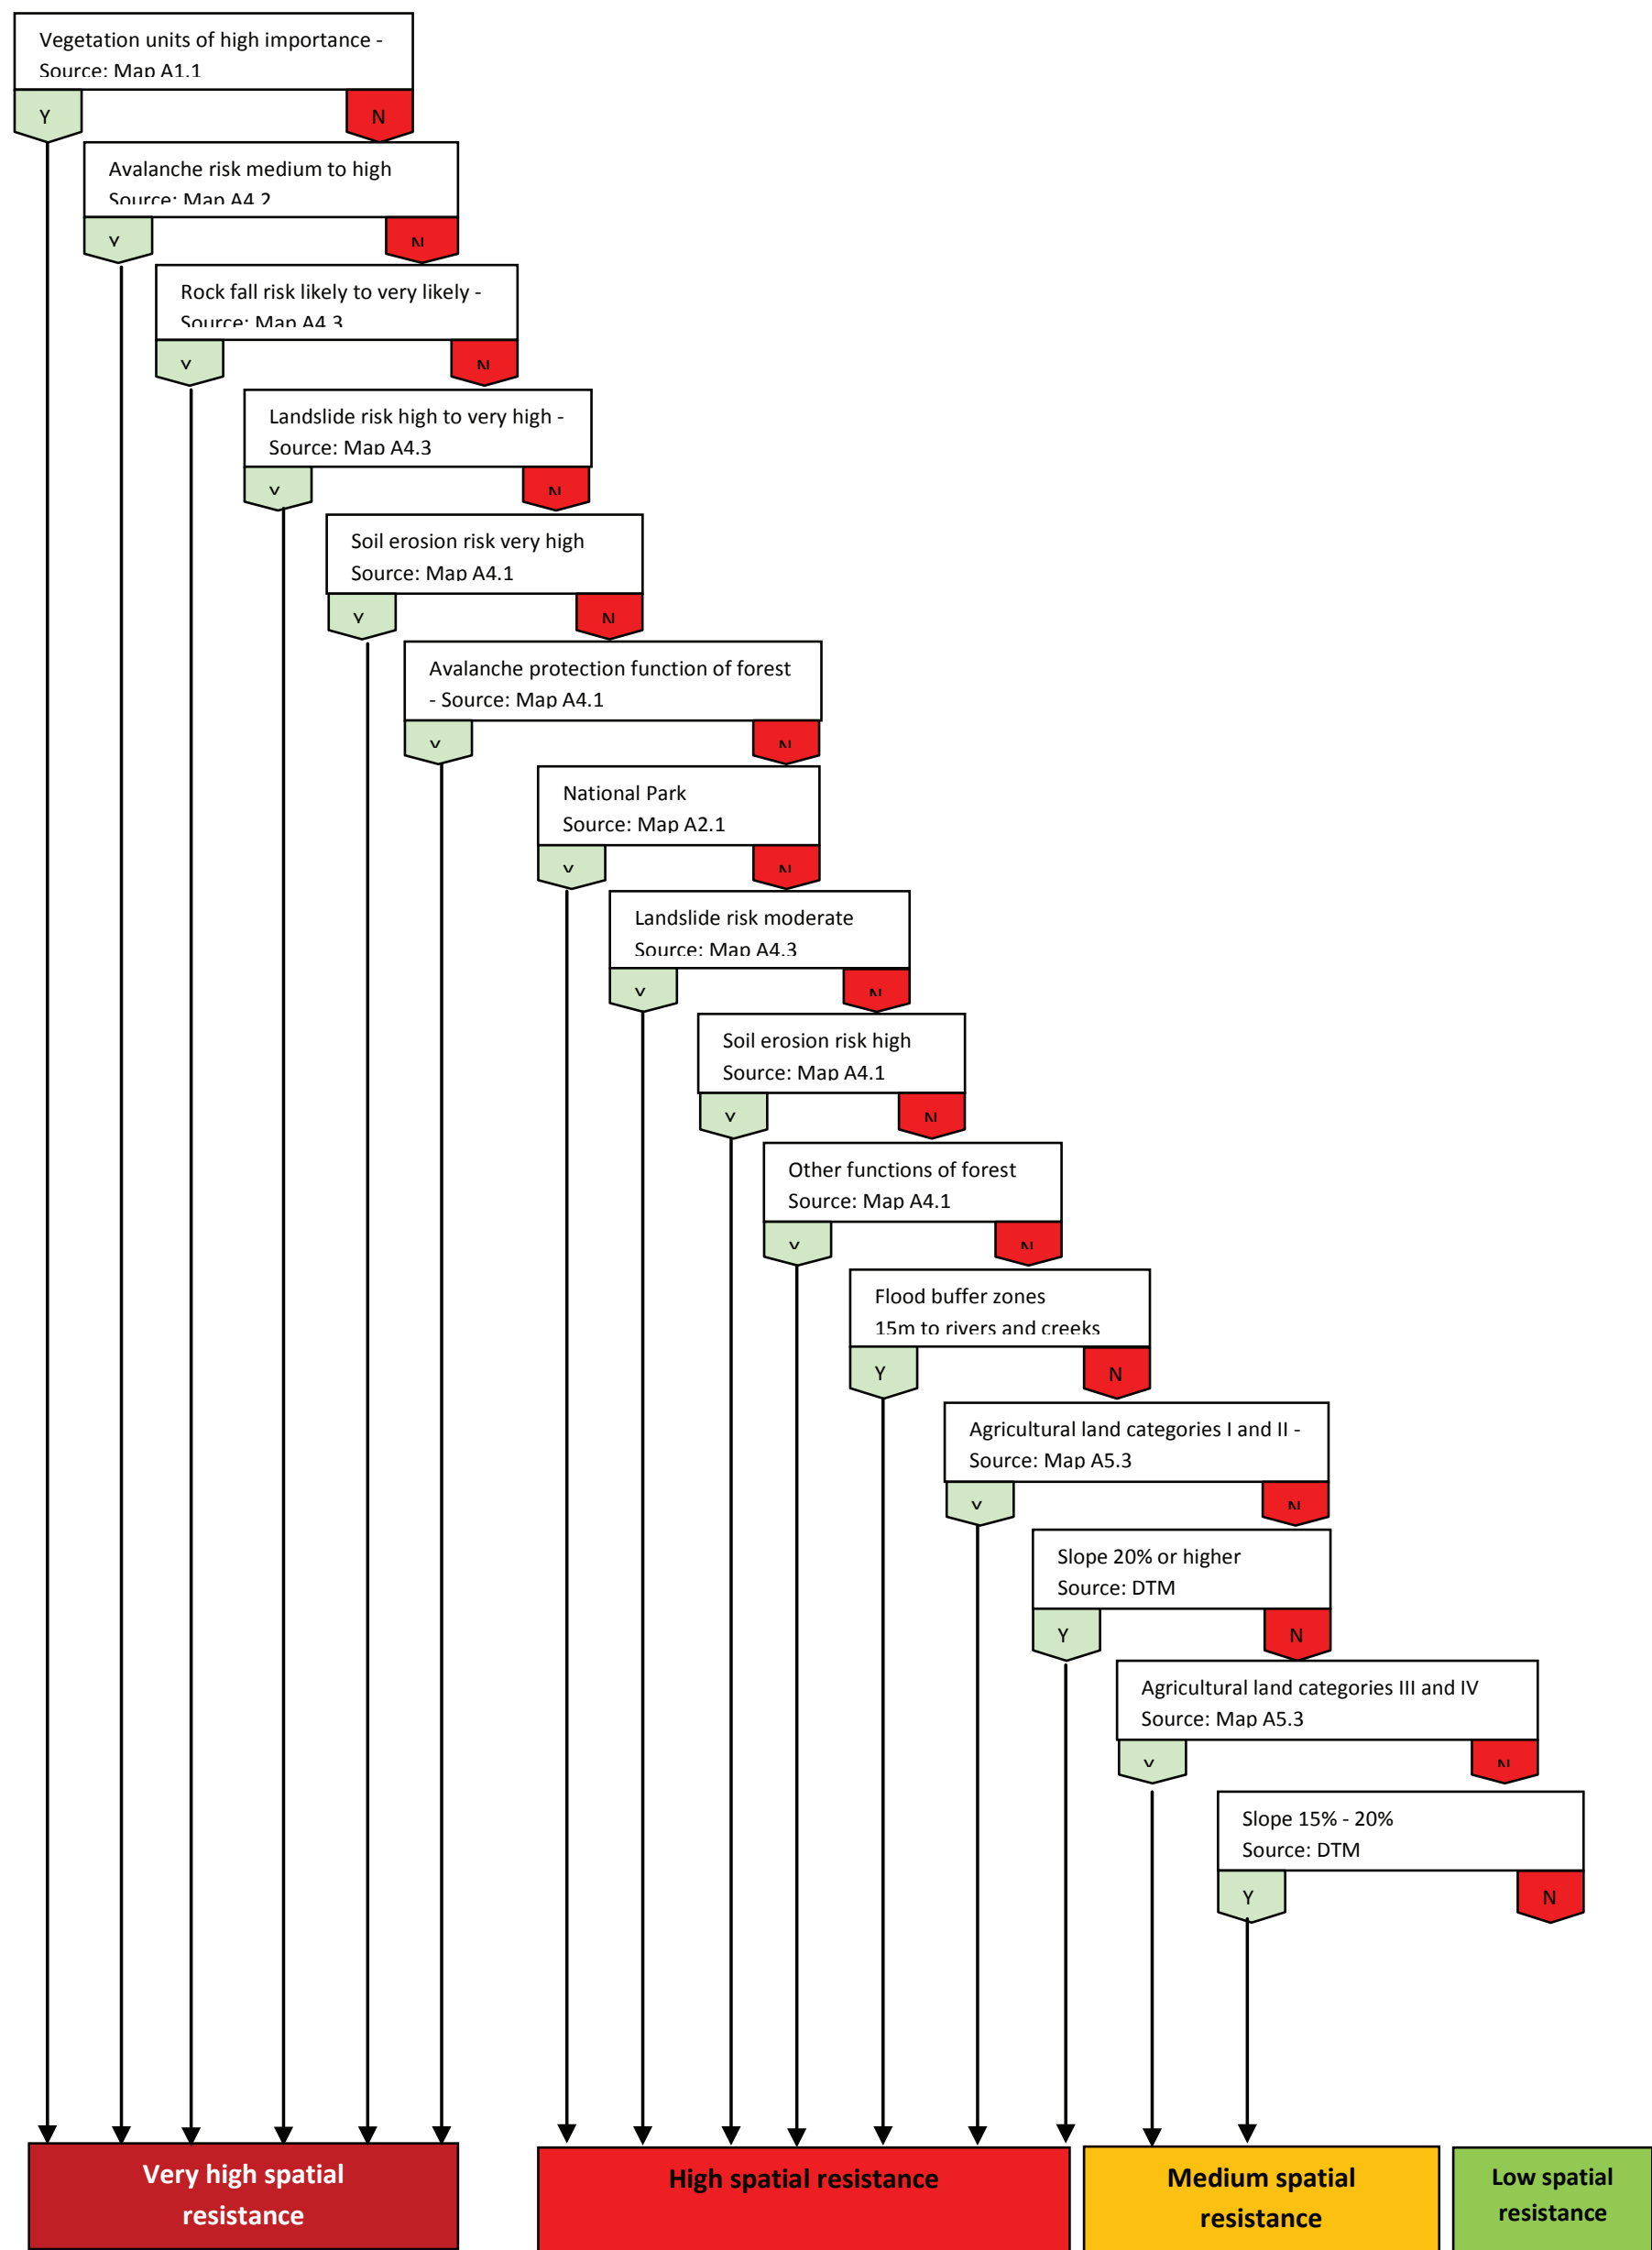 Vegetation units of high importance -
Source: Map A1.1
Y
N
Avalanche risk medium to high
Source: Map A4.2
Y
N
Rock fall risk likely to very likely -
Source: Map A4.3
Y
N
Landslide risk high to very high -
Source: Map A4.3
Y
N
Soil erosion risk very high
Source: Map A4.1
Y
N
Avalanche protection function of forest
- Source: Map A4.1
Y
N
National Park
Source: Map A2.1
Y
N
Landslide risk moderate
Source: Map A4.3
Y
N
Soil erosion risk high
Source: Map A4.1
Y
N
Other functions of forest
Source: Map A4.1
Y
N
Flood buffer zones
15m to rivers and creeks
Y
N
Agricultural land categories I and II -
Source: Map A5.3
Y
N
Slope 20% or higher
Source: DTM
Y
N
Agricultural land categories III and IV
Source: Map A5.3
Y
N
Slope 15% - 20%
Source: DTM
Y
N
Very high spatial
resistance
High spatial resistance
Medium spatial
resistance
Low spatial
resistance